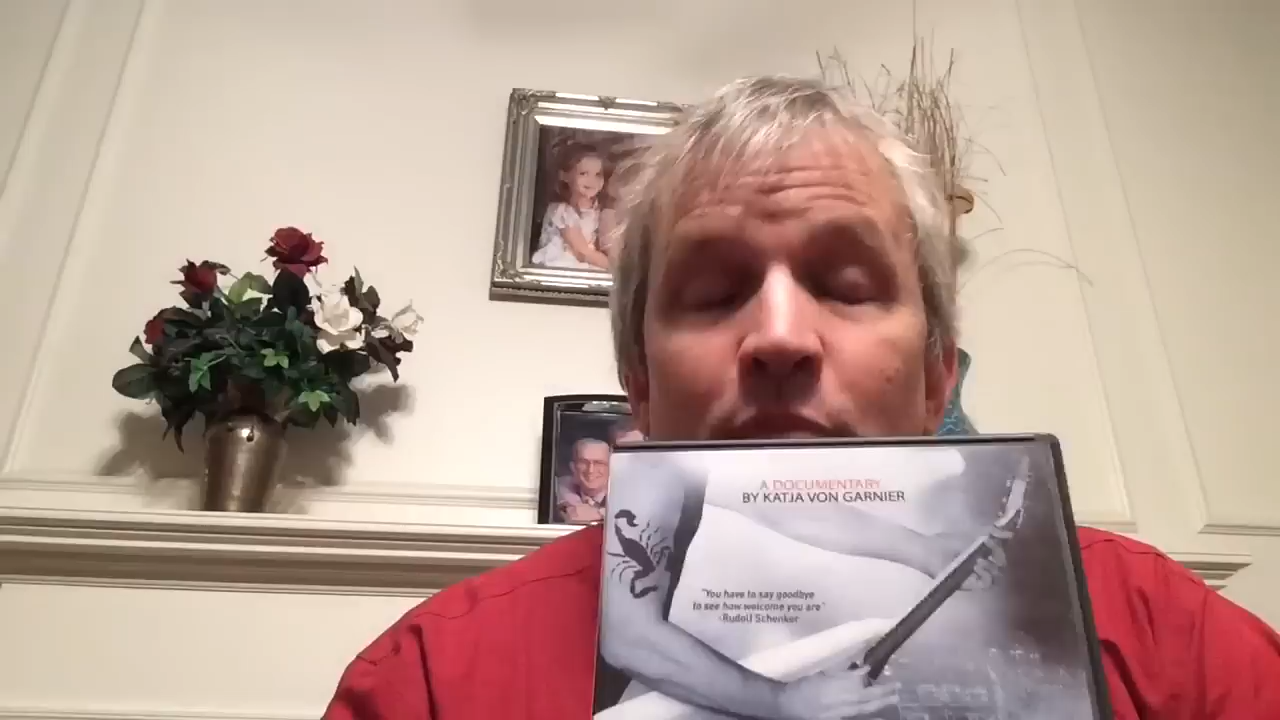 A DOCUMENTARY
BY KATJA VON GARNIER
"You have to say goodbye
to see how welcome you are"
-Rudolf Schenker